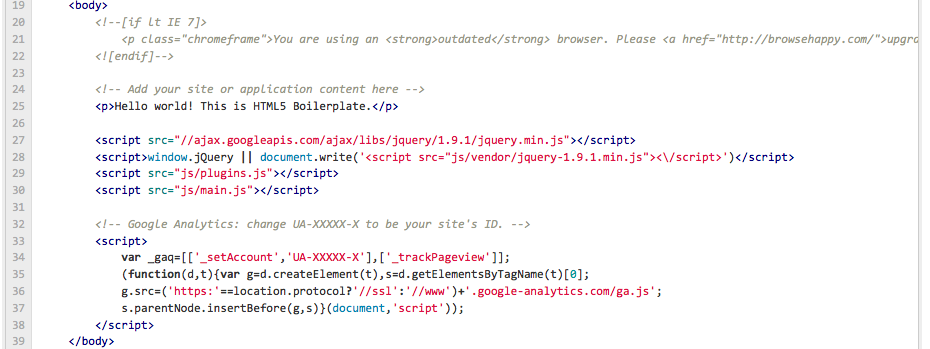 19 <body>
20 <!--[if lt IE 7]>
21 <p class="chromeframe">You are using an <strong>outdated</strong> browser. Please <a href="http://browsehappy.com/">upgra
22 <![endif]-->
23
24 <!-- Add your site or application content here -->
25 <p>Hello world! This is HTML5 Boilerplate.</p>
26
27 <script src="//ajax.googleapis.com/ajax/libs/jquery/1.9.1/jquery.min.js"></script>
28 <script>window.jQuery || document.write('<script src="js/vendor/jquery-1.9.1.min.js"><\/script>')</script>
29 <script src="js/plugins.js"></script>
30 <script src="js/main.js"></script>
31
32 <!-- Google Analytics: change UA-XXXXX-X to be your site's ID. -->
33 <script>
34 var _gaq=[['_setAccount','UA-XXXXX-X'],['_trackPageview']];
35 (function(d,t){var g=d.createElement(t),s=d.getElementsByTagName(t)[0];
36 g.src=('https:'==location.protocol?'//ssl':'//www')+'.google-analytics.com/ga.js';
37 s.parentNode.insertBefore(g,s)}(document,'script'));
38 </script>
39 </body>